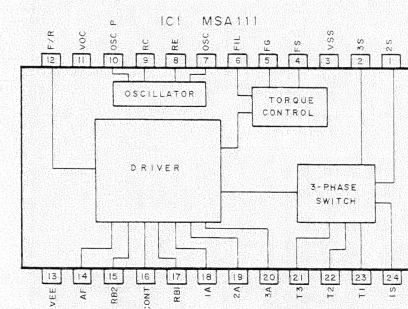 IC1 MSA111
F/R VOC OSC P RC RE OSC FIL FG FS VSS 3S 2S
12 11 10 9 8 7 6 5 4 3 2 1
OSCILLATOR
TORQUE
CONTROL
DRIVER
3-PHASE
SWITCH
13 14 15 16 17 18 19 20 21 22 23 24
VEE AF RB2 CONT RB1 1A 2A 3A T3 T2 T1 1S